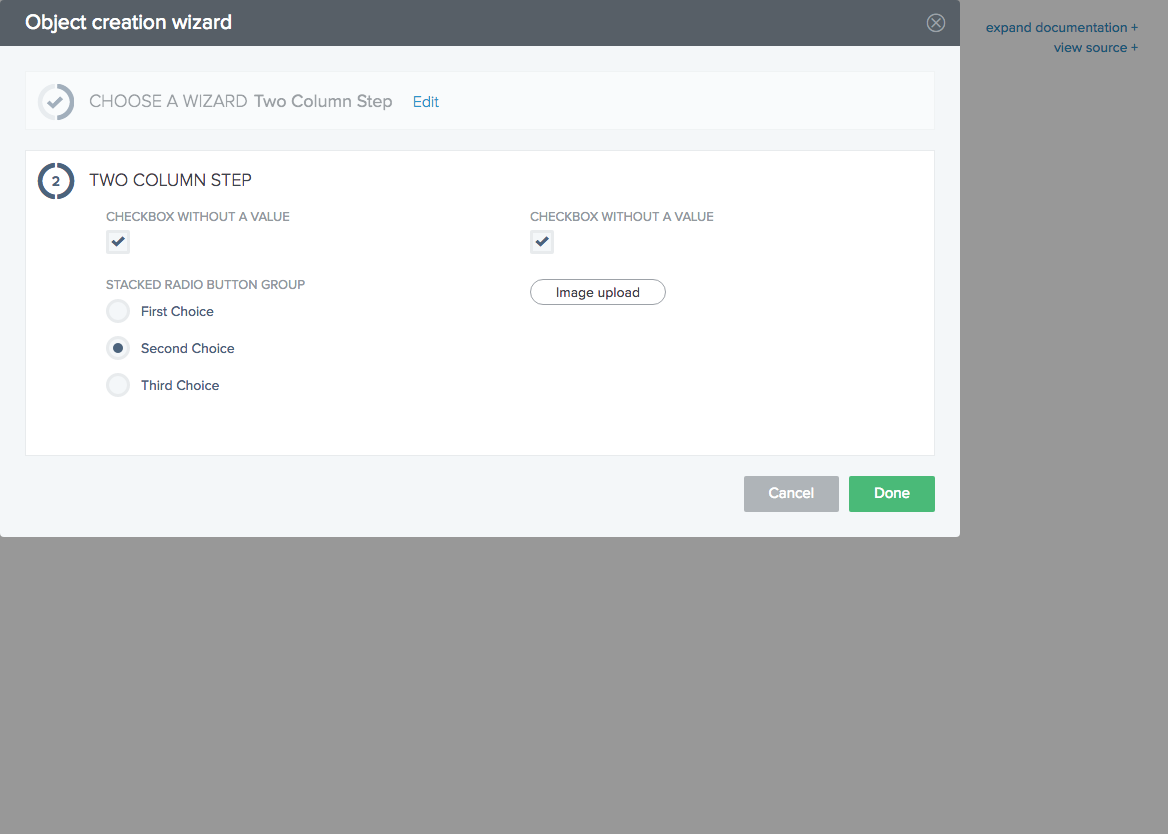 Object creation wizard
expand documentation +
view source +
CHOOSE A WIZARD Two Column Step Edit
2 TWO COLUMN STEP
CHECKBOX WITHOUT A VALUE
CHECKBOX WITHOUT A VALUE
STACKED RADIO BUTTON GROUP
Image upload
First Choice
Second Choice
Third Choice
Cancel
Done